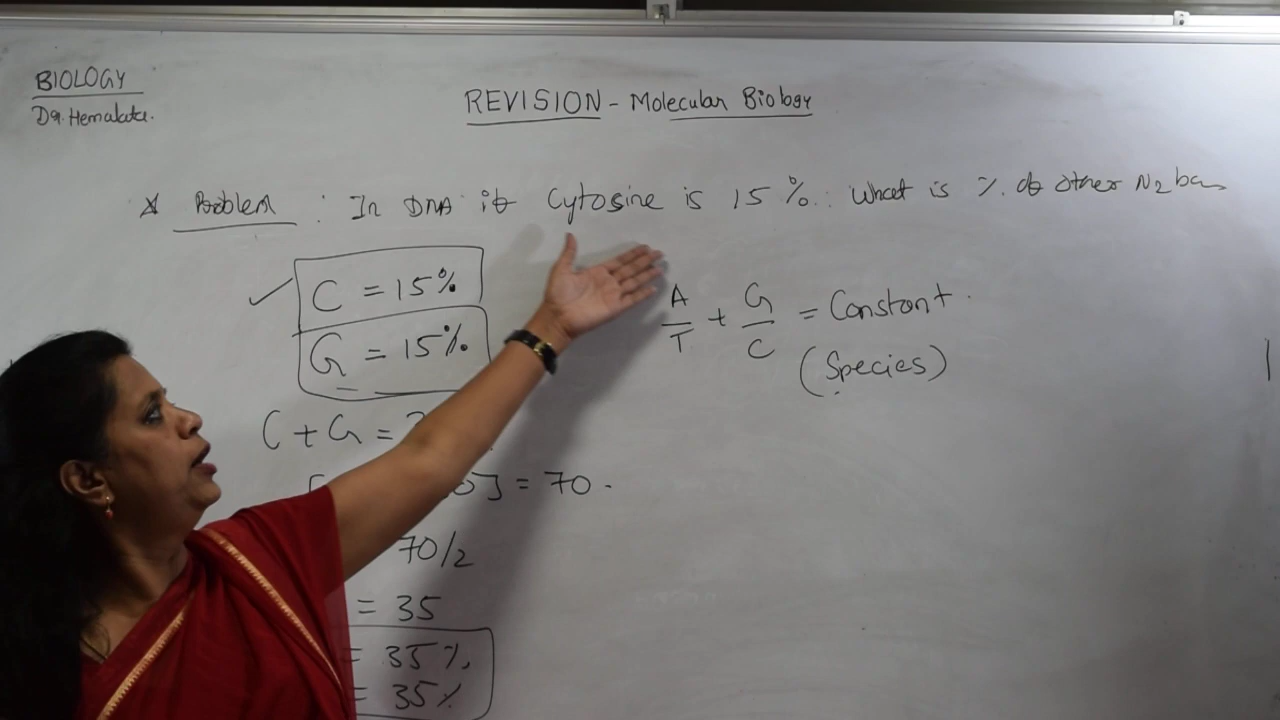 BIOLOGY
Dr. Hemalata.
REVISION - Molecular Biology
Problem : In DNA if Cytosine is 15 %. What is % of other N2
C = 15%
G = 15%.
C + G =
A/T + G/C = Constant.
(Species)
] = 70 -
70/2
= 35
= 35 %
= 35 %